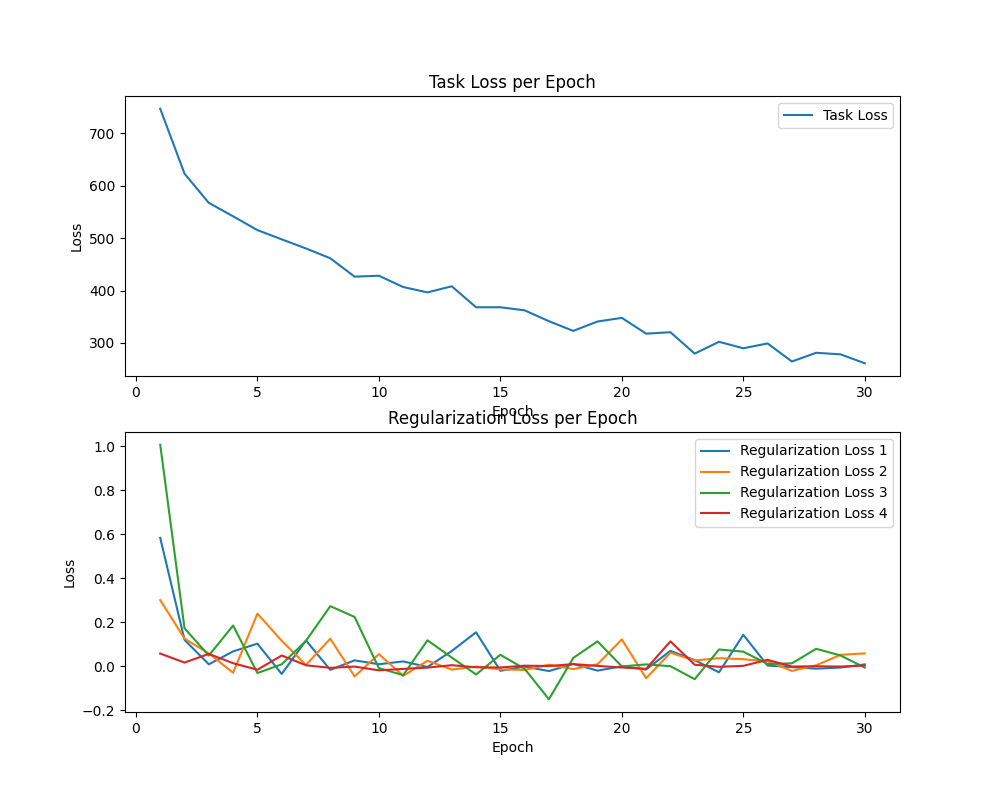 Task Loss per Epoch
Task Loss
700
600
500
400
300
Loss
0 5 10 15 20 25 30
Epoch
Regularization Loss per Epoch
Regularization Loss 1
Regularization Loss 2
Regularization Loss 3
Regularization Loss 4
1.0
0.8
0.6
0.4
0.2
0.0
−0.2
Loss
0 5 10 15 20 25 30
Epoch